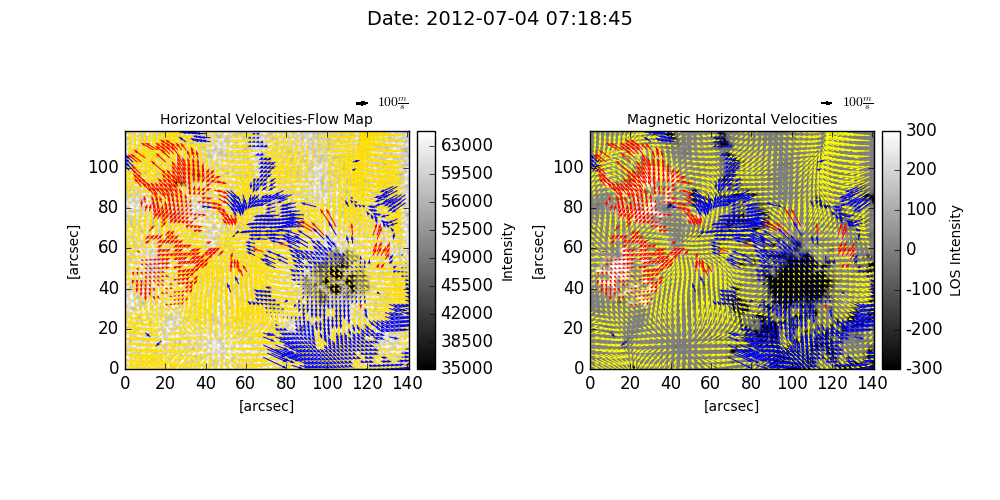 Date: 2012-07-04 07:18:45
100 m/s
Horizontal Velocities-Flow Map
100
80
60
40
20
0
[arcsec]
0 20 40 60 80 100 120 140
[arcsec]
63000
59500
56000
52500
49000
45500
42000
38500
35000
Intensity
100 m/s
Magnetic Horizontal Velocities
100
80
60
40
20
0
[arcsec]
0 20 40 60 80 100 120 140
[arcsec]
300
200
100
0
-100
-200
-300
LOS Intensity